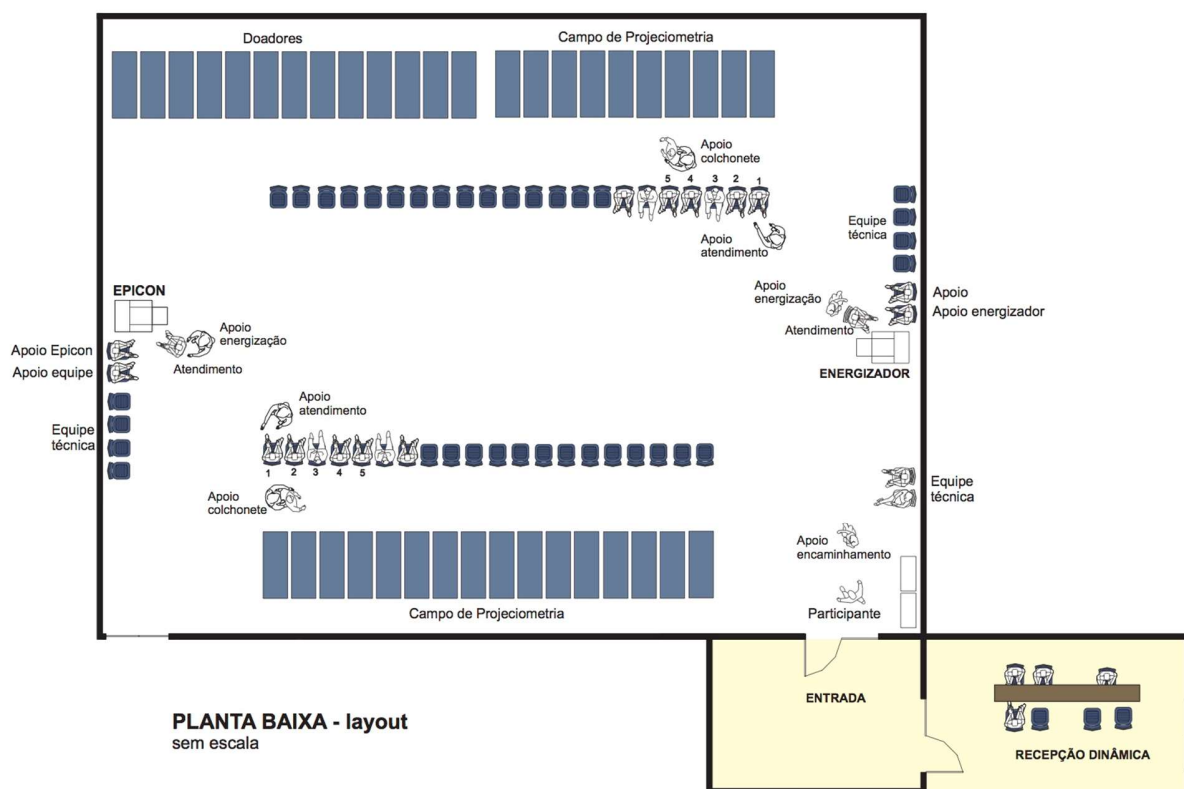 Doadores
Campo de Projeciometria
Apoio
colchonete
5 4 3 2 1
Apoio
atendimento
Equipe
técnica
Apoio
energização
Atendimento
Apoio
Apoio energizador
ENERGIZADOR
EPICON
Apoio
energização
Atendimento
Apoio Epicon
Apoio equipe
Equipe
técnica
Apoio
atendimento
1 2 3 4 5
Apoio
colchonete
Equipe
técnica
Apoio
encaminhamento
Participante
Campo de Projeciometria
PLANTA BAIXA - layout
sem escala
ENTRADA
RECEPÇÃO DINÂMICA